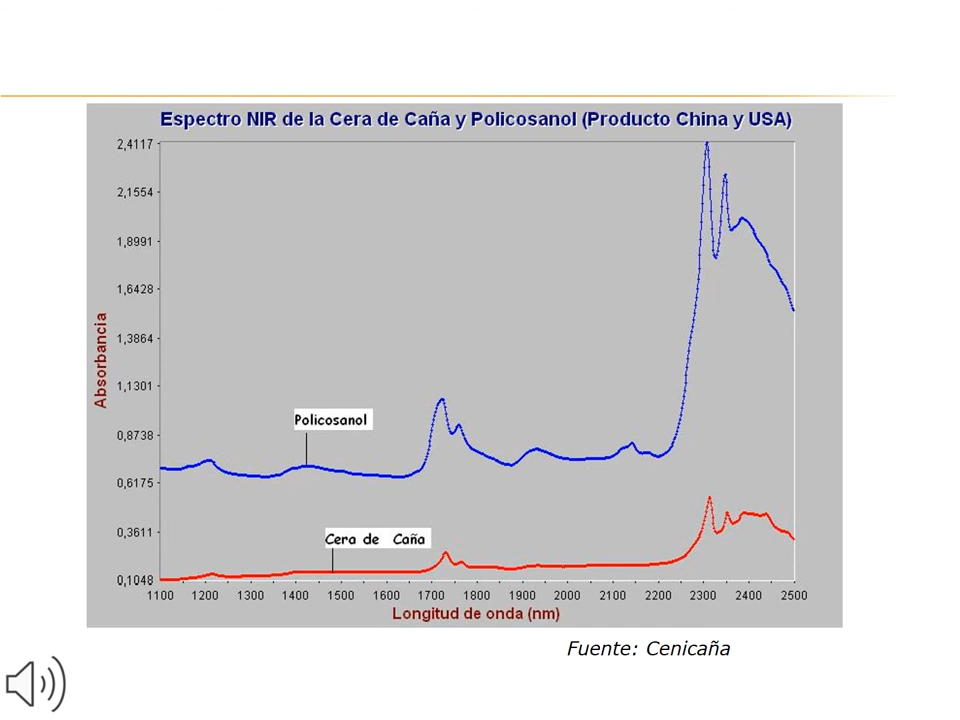 Espectro NIR de la Cera de Caña y Policosanol (Producto China y USA)
2,4117
2,1554
1,8991
1,6428
1,3864
1,1301
0,8738
0,6175
0,3611
0,1048
Absorbancia
Policosanol
Cera de Caña
1100 1200 1300 1400 1500 1600 1700 1800 1900 2000 2100 2200 2300 2400 2500
Longitud de onda (nm)
Fuente: Cenicaña